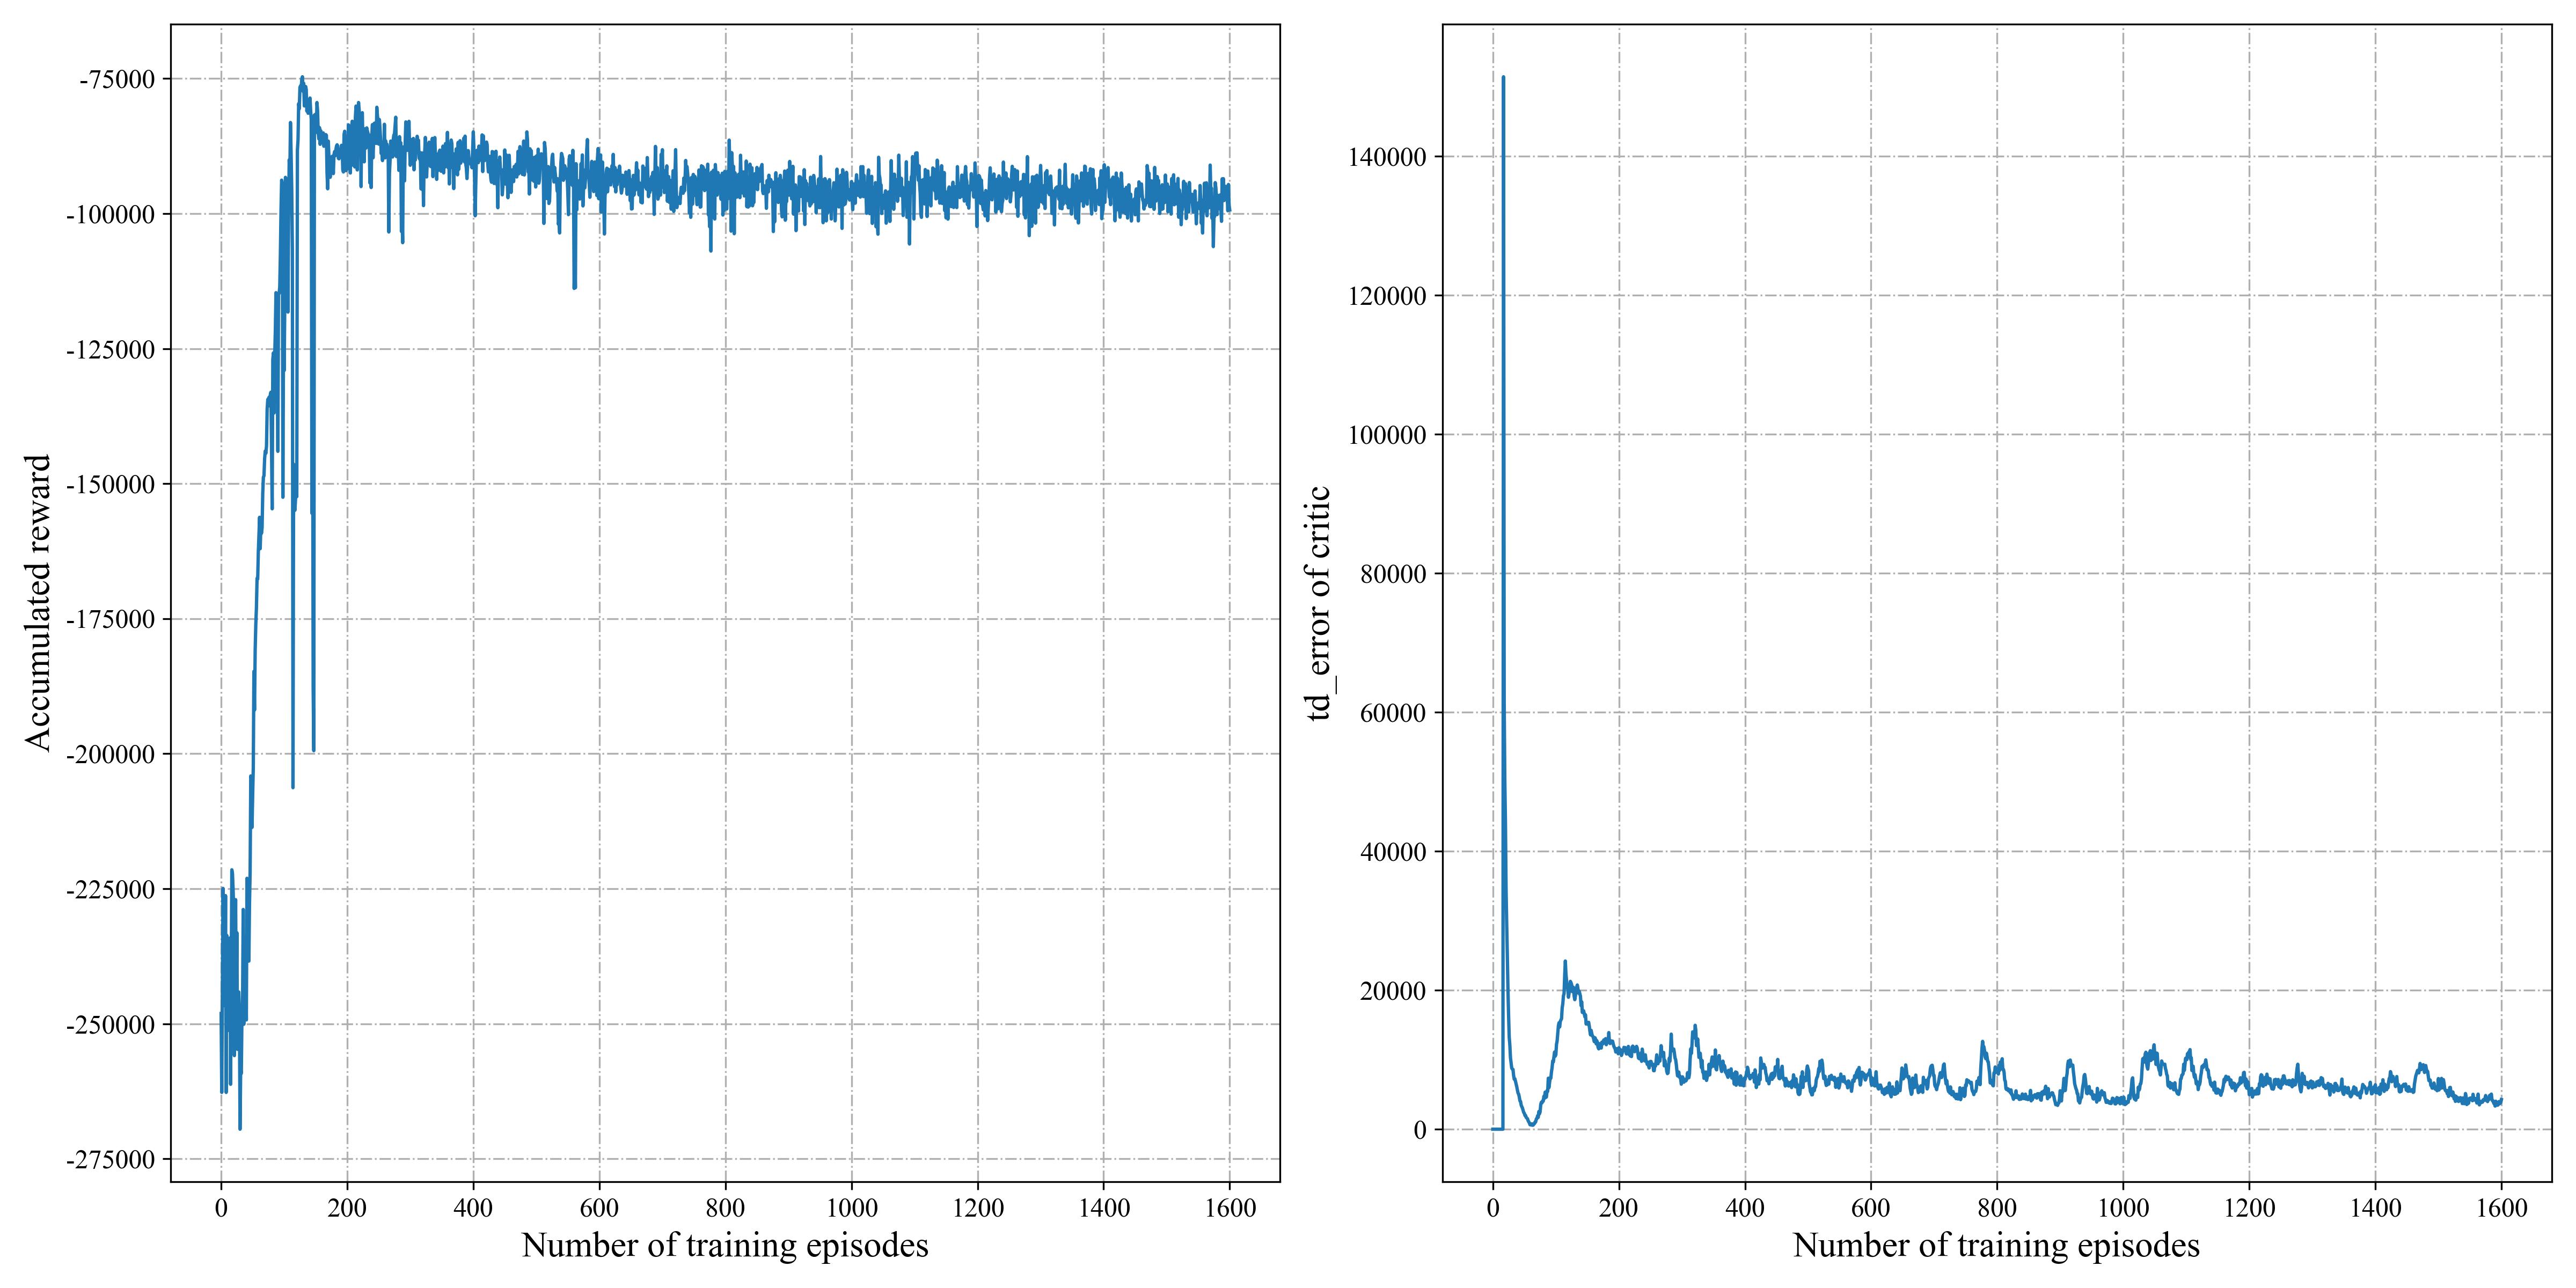 -75000
-100000
-125000
-150000
-175000
-200000
-225000
-250000
-275000
Accumulated reward
0 200 400 600 800 1000 1200 1400 1600
Number of training episodes
140000
120000
100000
80000
60000
40000
20000
0
td_error of critic
0 200 400 600 800 1000 1200 1400 1600
Number of training episodes